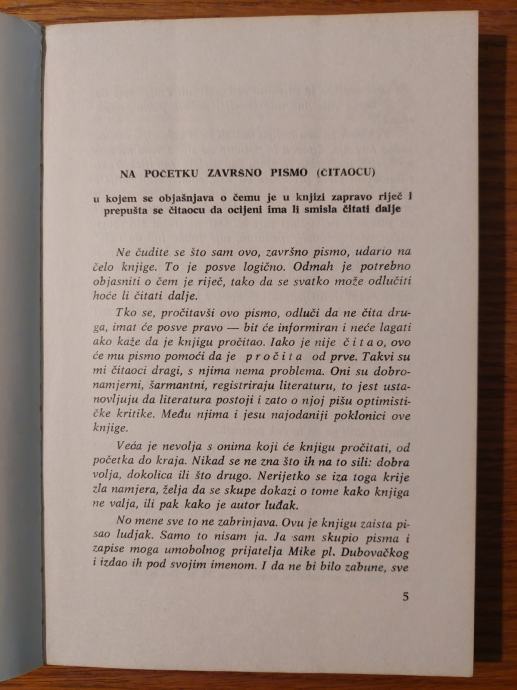 NA POČETKU ZAVRŠNO PISMO (ČITAOCU)
u kojem se objašnjava o čemu je u knjizi zapravo riječ i
prepušta se čitaocu da ocijeni ima li smisla čitati dalje
Ne čudite se što sam ovo, završno pismo, udario na
čelo knjige. To je posve logično. Odmah je potrebno
objasniti o čem je riječ, tako da se svatko može odlučiti
hoće li čitati dalje.
Tko se, pročitavši ovo pismo, odluči da ne čita dru-
ga, imat će posve pravo — bit će informiran i neće lagati
ako kaže da je knjigu pročitao. Iako je nije čitao, ovo
će mu pismo pomoći da je pročita od prve. Takvi su
mi čitaoci dragi, s njima nema problema. Oni su dobro-
namjerni, šarmantni, registriraju literaturu, to jest usta-
novljuju da literatura postoji i zato o njoj pišu optimisti-
čke kritike. Među njima i jesu najodaniji poklonici ove
knjige.
Veća je nevolja s onima koji će knjigu pročitati, od
početka do kraja. Nikad se ne zna što ih na to sili: dobra
volja, dokolica ili što drugo. Nerijetko se iza toga krije
zla namjera, želja da se skupe dokazi o tome kako knjiga
ne valja, ili pak kako je autor luđak.
No mene sve to ne zabrinjava. Ovu je knjigu zaista pi-
sao ludjak. Samo to nisam ja. Ja sam skupio pisma i
zapise moga umobolnog prijatelja Mike pl. Dubovačkog
i izdao ih pod svojim imenom. I da ne bi bilo zabune, sve
5